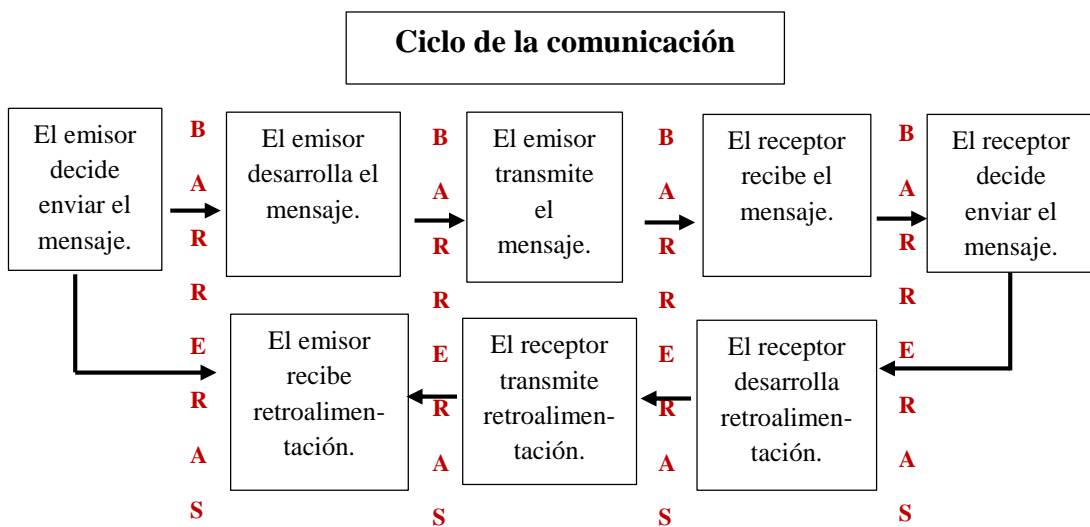 Ciclo de la comunicación
El emisor
decide
enviar el
mensaje.
B
A
R
R
E
R
A
S
El emisor
desarrolla el
mensaje.
B
A
R
R
E
R
A
S
El emisor
transmite
el
mensaje.
B
A
R
R
E
R
A
S
El receptor
recibe el
mensaje.
B
A
R
R
E
R
A
S
El receptor
decide
enviar el
mensaje.
El emisor
recibe
retroalimen-
tación.
El receptor
transmite
retroalimen-
tación.
El receptor
desarrolla
retroalimen-
tación.